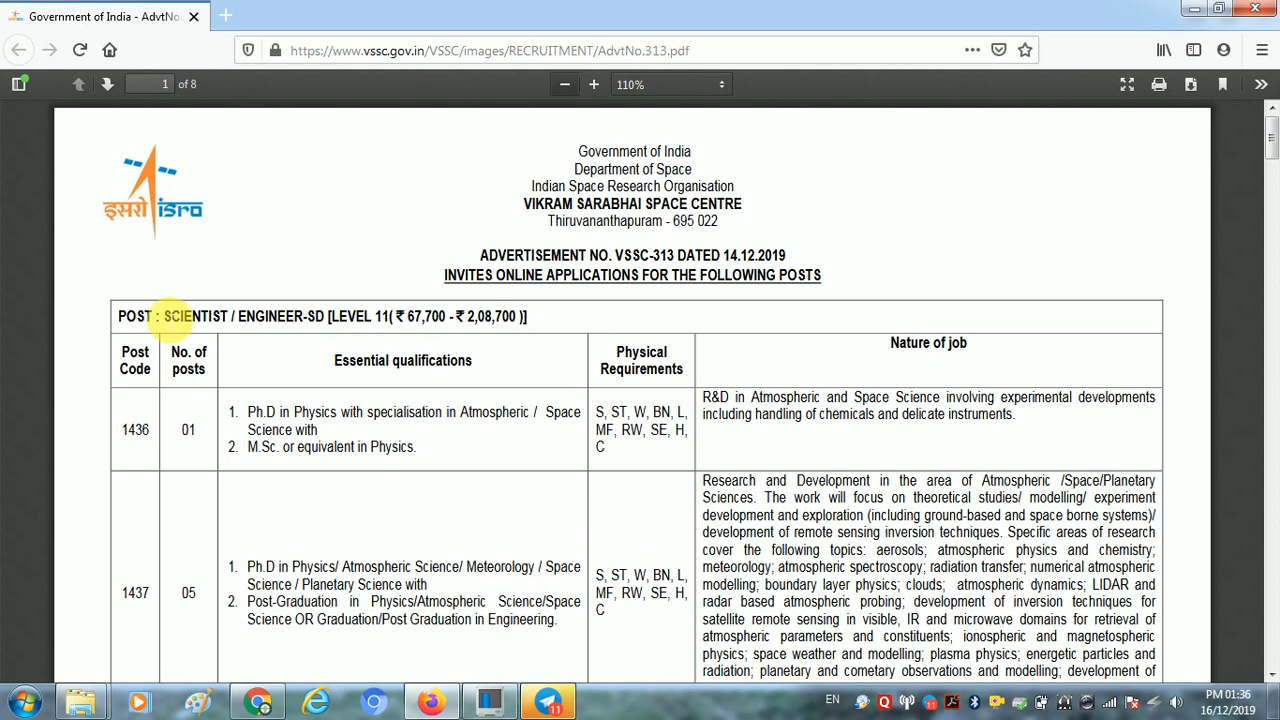 Government of India - AdvtNo.
https://www.vssc.gov.in/VSSC/images/RECRUITMENT/AdvtNo.313.pdf
1 of 8
110%
इसरो isro
Government of India
Department of Space
Indian Space Research Organisation
VIKRAM SARABHAI SPACE CENTRE
Thiruvananthapuram - 695 022
ADVERTISEMENT NO. VSSC-313 DATED 14.12.2019
INVITES ONLINE APPLICATIONS FOR THE FOLLOWING POSTS
POST : SCIENTIST / ENGINEER-SD [LEVEL 11( ₹ 67,700 - ₹ 2,08,700 )]
Post Code
No. of posts
Essential qualifications
Physical Requirements
Nature of job
1436
01
1. Ph.D in Physics with specialisation in Atmospheric / Space
Science with
2. M.Sc. or equivalent in Physics.
S, ST, W, BN, L,
MF, RW, SE, H,
C
R&D in Atmospheric and Space Science involving experimental developments
including handling of chemicals and delicate instruments.
1437
05
1. Ph.D in Physics/ Atmospheric Science/ Meteorology / Space
Science / Planetary Science with
2. Post-Graduation in Physics/Atmospheric Science/Space
Science OR Graduation/Post Graduation in Engineering.
S, ST, W, BN, L,
MF, RW, SE, H,
C
Research and Development in the area of Atmospheric /Space/Planetary
Sciences. The work will focus on theoretical studies/ modelling/ experiment
development and exploration (including ground-based and space borne systems)/
development of remote sensing inversion techniques. Specific areas of research
cover the following topics: aerosols; atmospheric physics and chemistry;
meteorology; atmospheric spectroscopy; radiation transfer; numerical atmospheric
modelling; boundary layer physics; clouds; atmospheric dynamics; LIDAR and
radar based atmospheric probing; development of inversion techniques for
satellite remote sensing in visible, IR and microwave domains for retrieval of
atmospheric parameters and constituents; ionospheric and magnetospheric
physics; space weather and modelling; plasma physics; energetic particles and
radiation; planetary and cometary observations and modelling; development of
11
EN
11
PM 01:36
16/12/2019